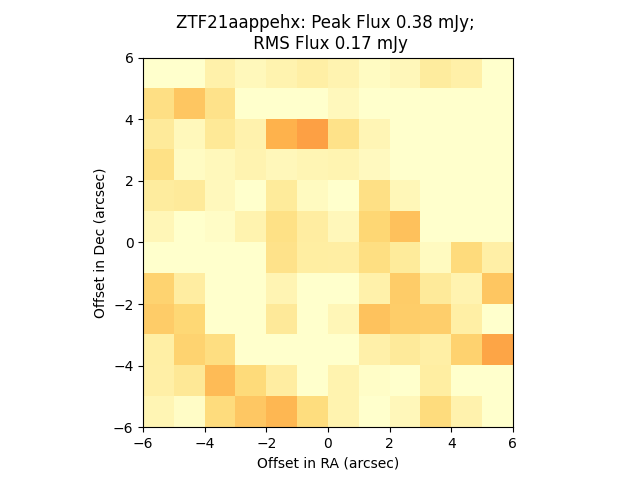 ZTF21aappehx: Peak Flux 0.38 mJy;
RMS Flux 0.17 mJy
6
4
2
0
−2
−4
−6
Offset in Dec (arcsec)
−6 −4 −2 0 2 4 6
Offset in RA (arcsec)